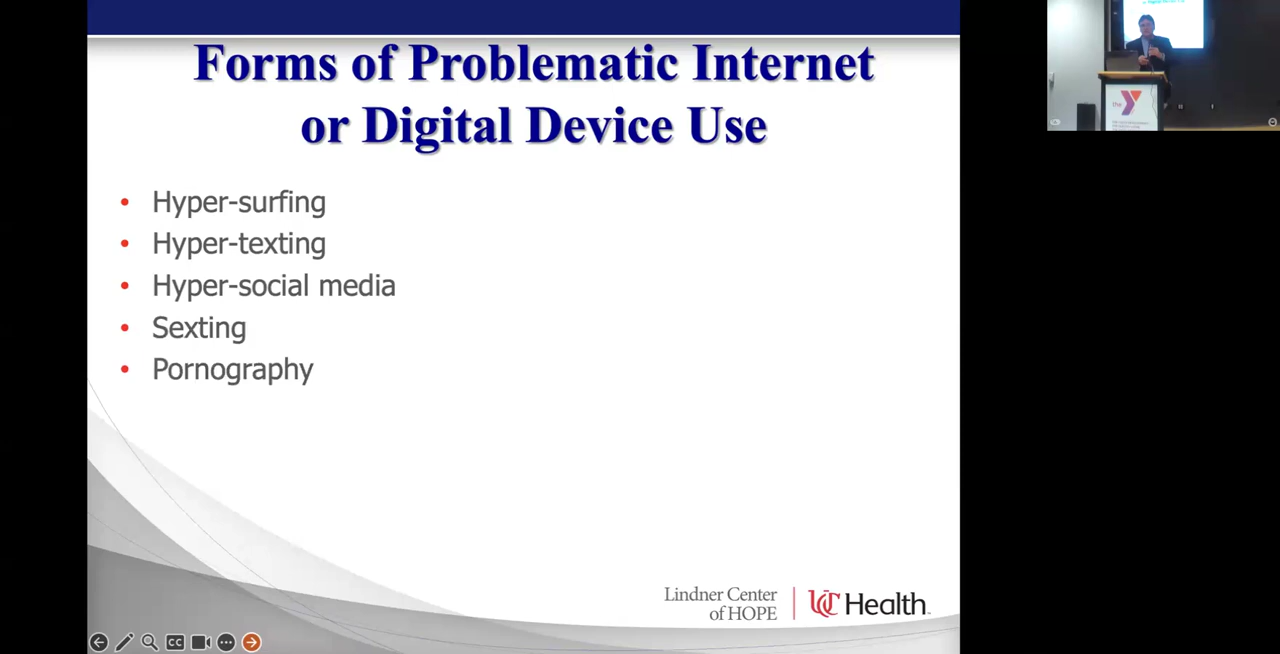 Forms of Problematic Internet
or Digital Device Use
• Hyper-surfing
• Hyper-texting
• Hyper-social media
• Sexting
• Pornography
Lindner Center
of HOPE
UC Health
CC
the Y